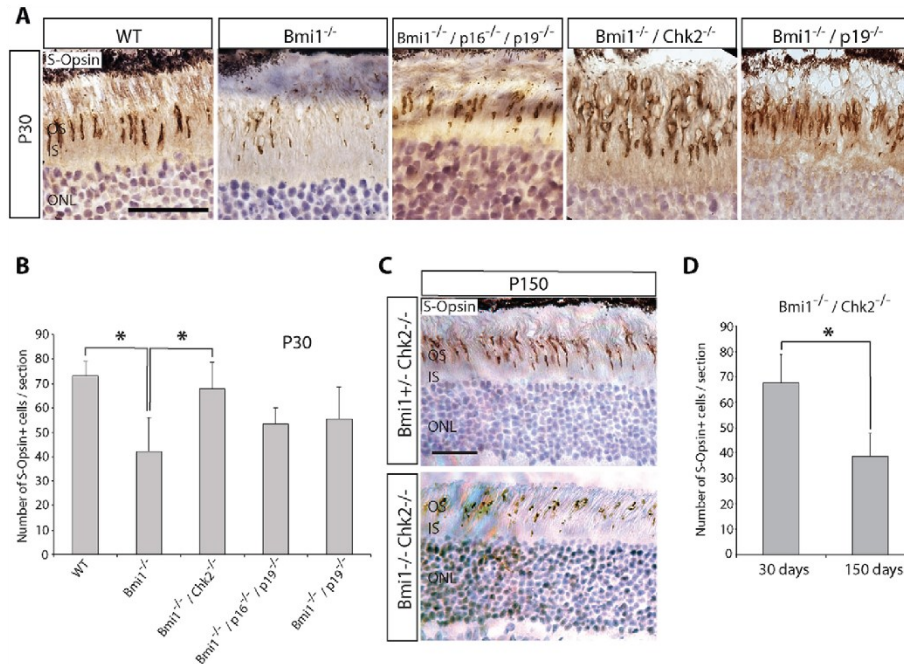 A
WT
Bmi1-/-
Bmi1-/- / p16-/- / p19-/-
Bmi1-/- / Chk2-/-
Bmi1-/- / p19-/-
P30
S-Opsin
OS
IS
ONL
B
P30
Number of S-Opsin+ cells / section
90
80
70
60
50
40
30
20
10
0
*
*
WT
Bmi1-/-
Bmi1-/- / Chk2-/-
Bmi1-/- / p16-/- / p19-/-
Bmi1-/- / p19-/-
C
P150
Bmi1+/- Chk2-/-
S-Opsin
OS
IS
ONL
Bmi1-/- Chk2-/-
OS
IS
ONL
D
Bmi1-/- / Chk2-/-
Number of S-Opsin+ cells / section
90
80
70
60
50
40
30
20
10
0
*
30 days
150 days